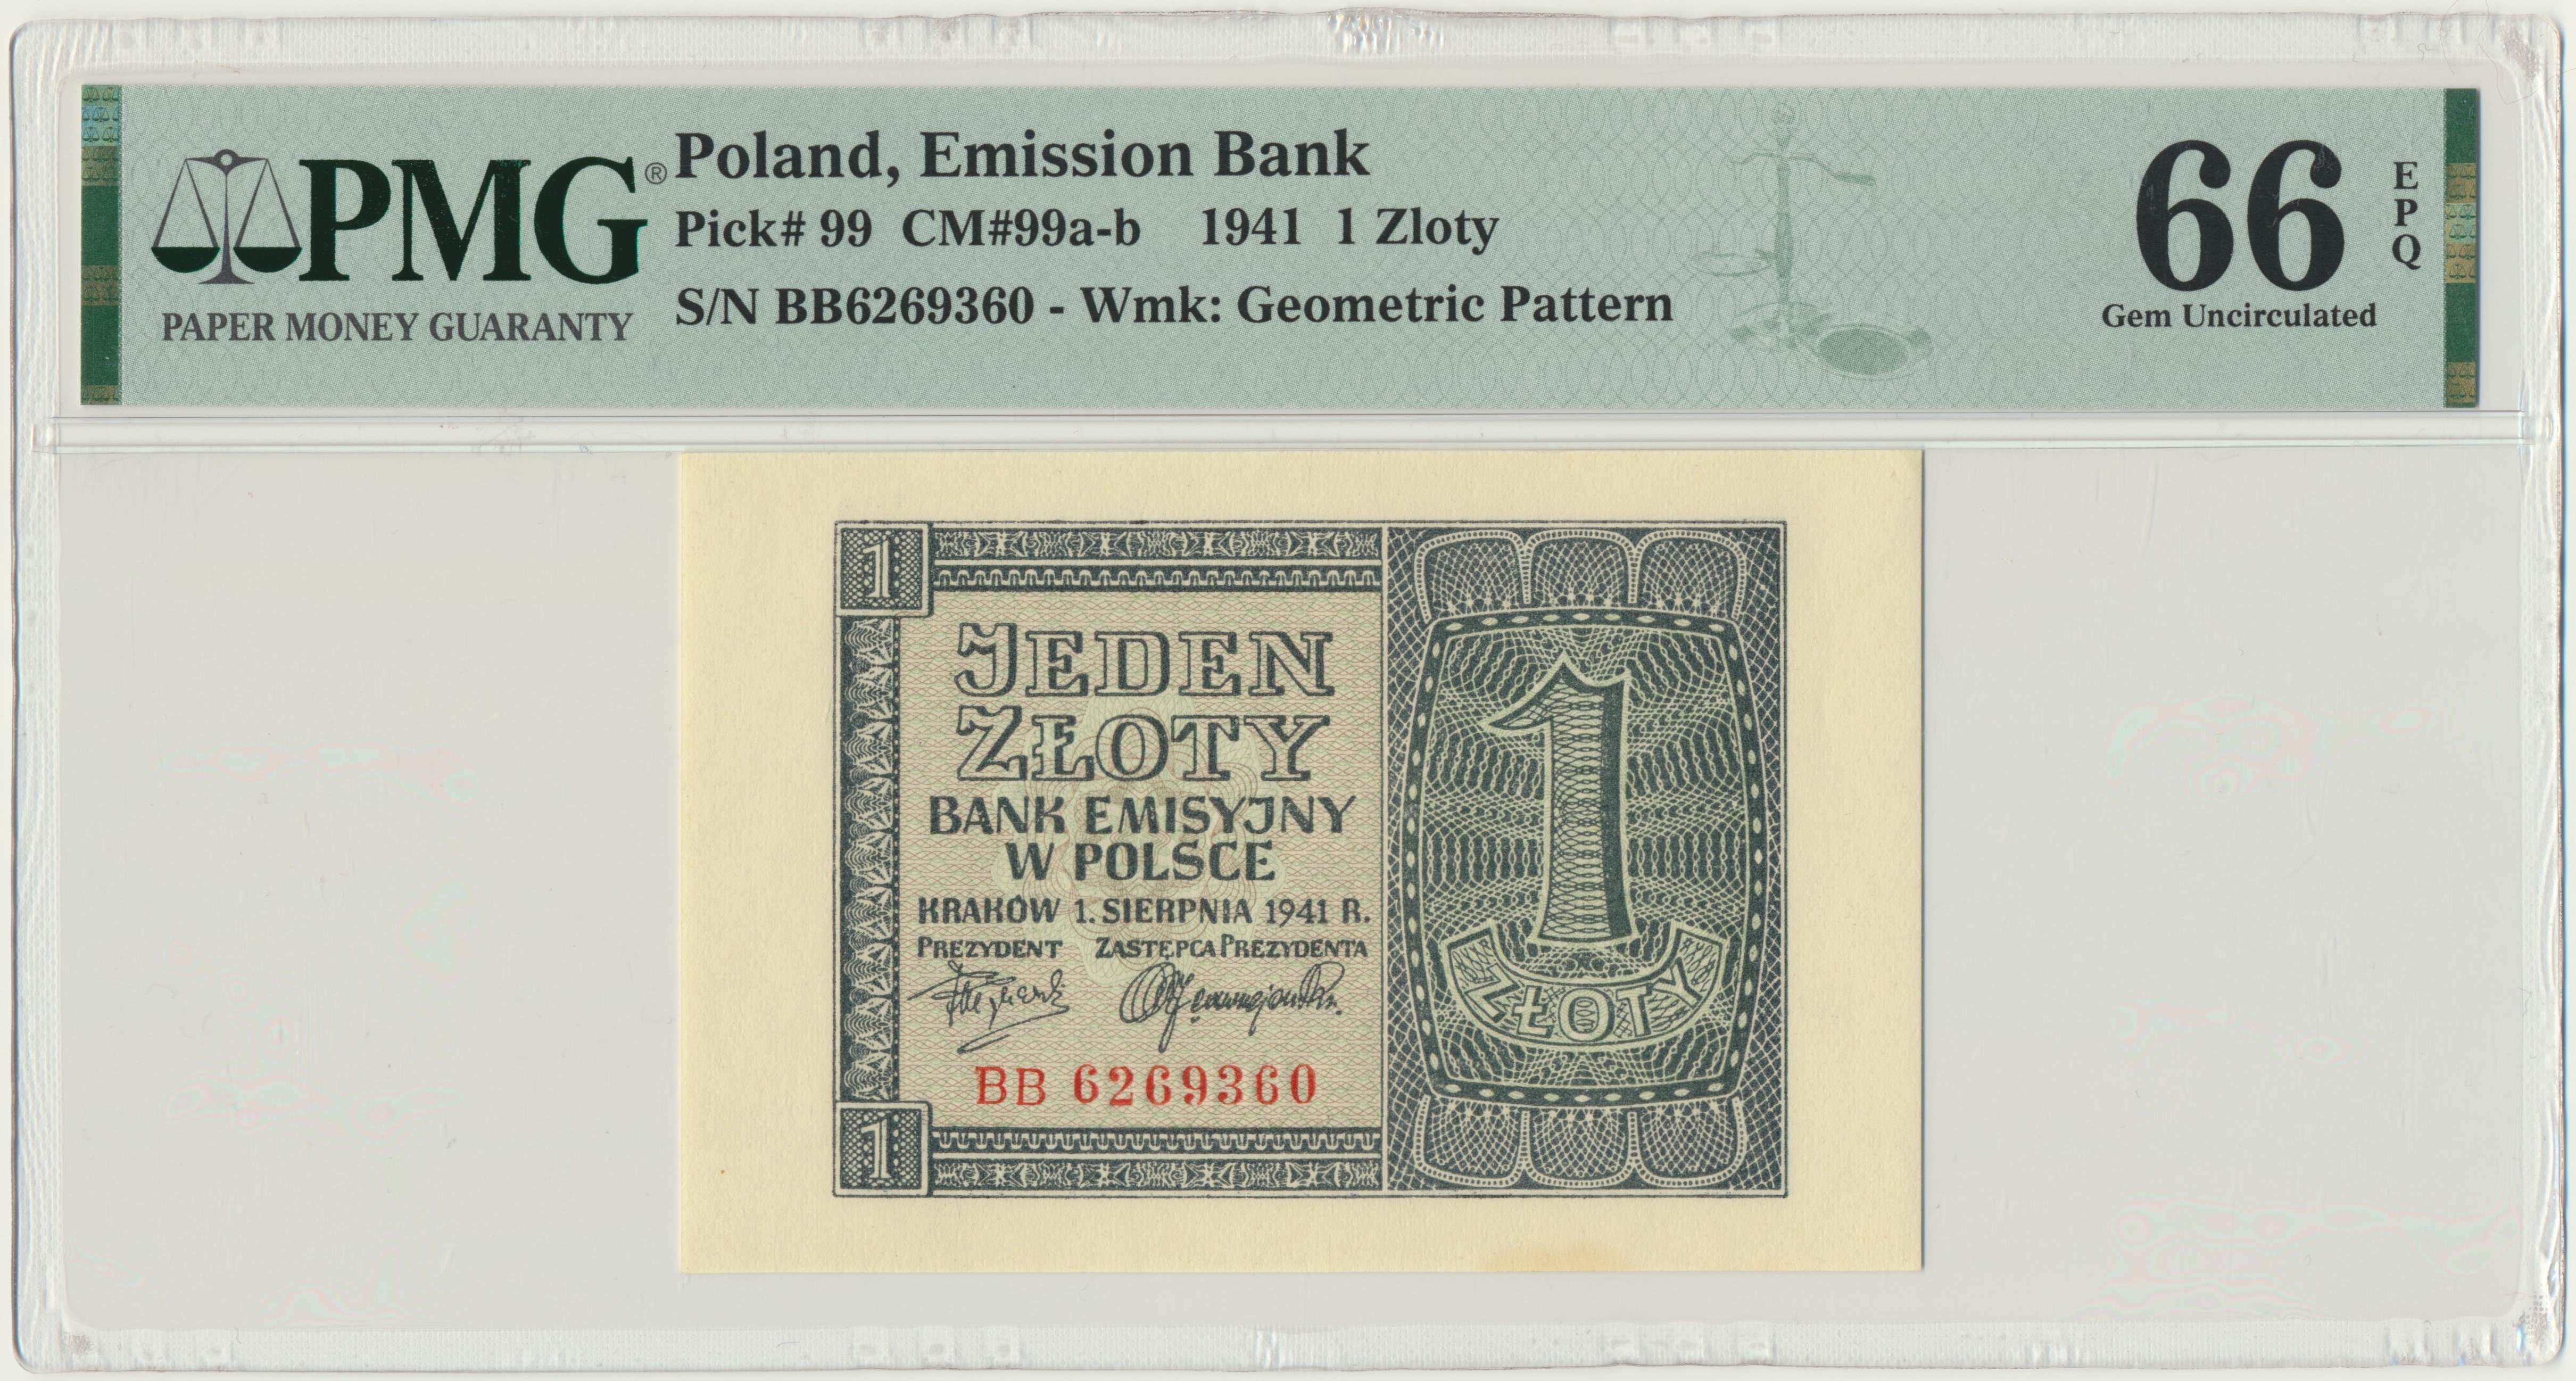 PMG®
PAPER MONEY GUARANTY
Poland, Emission Bank
Pick# 99 CM#99a-b 1941 1 Zloty
S/N BB6269360 - Wmk: Geometric Pattern
66
EPQ
Gem Uncirculated
1
JEDEN
ZŁOTY
BANK EMISYJNY
W POLSCE
KRAKÓW 1. SIERPNIA 1941 R.
PREZYDENT ZASTĘPCA PREZYDENTA
BB 6269360
1
1
ZŁOTY